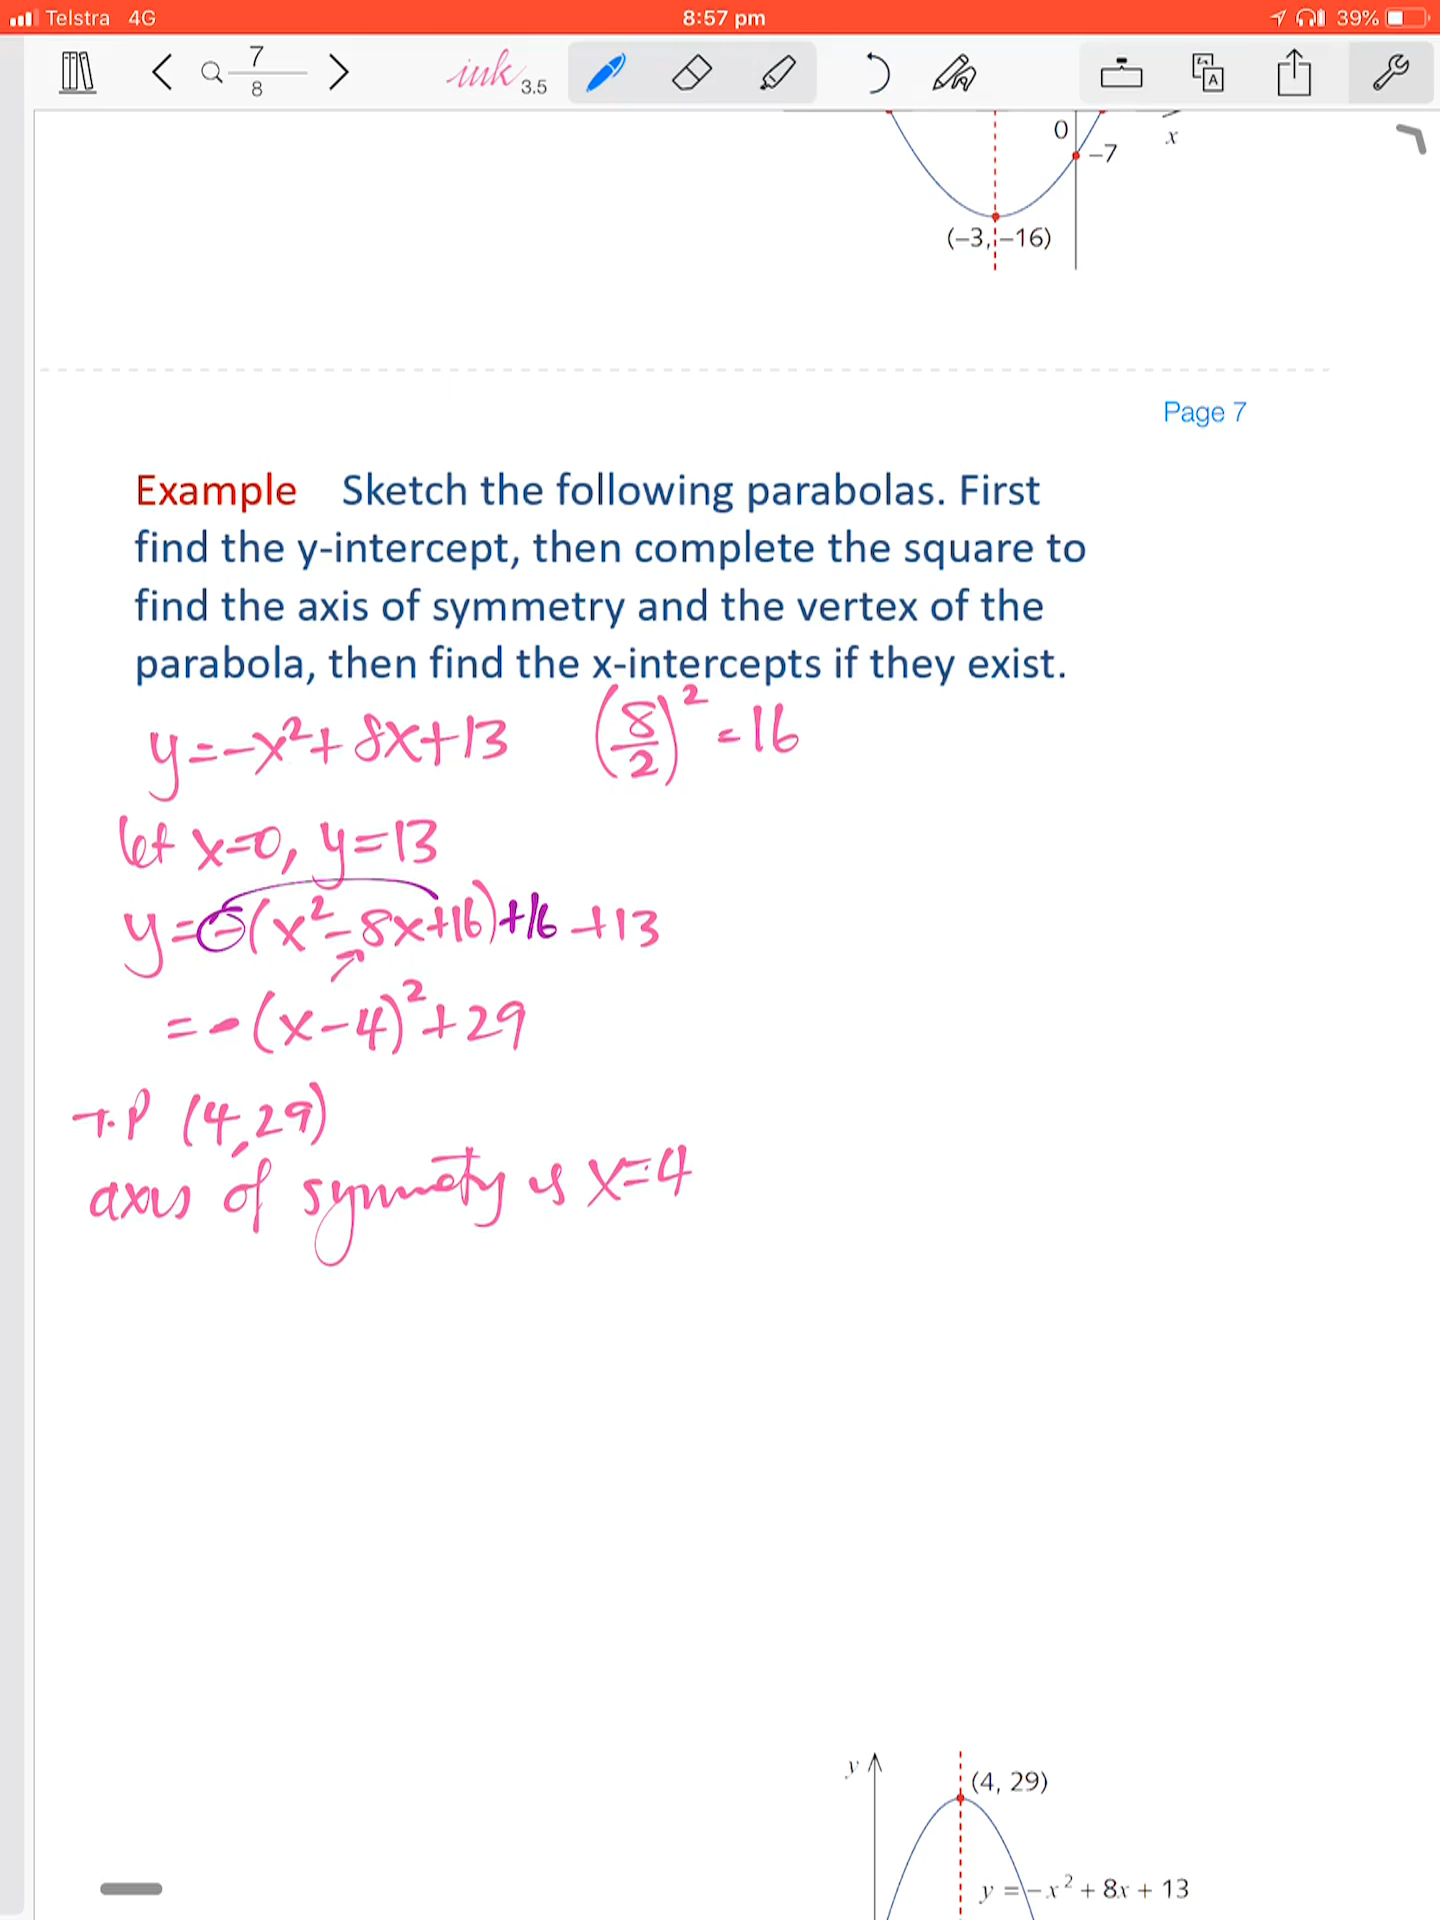 Telstra 4G 8:57 pm 39%
7
8
ink 3.5
0
x
-7
(-3, -16)
Page 7
Example Sketch the following parabolas. First
find the y-intercept, then complete the square to
find the axis of symmetry and the vertex of the
parabola, then find the x-intercepts if they exist.
y=-x²+8x+13 (8/2)²=16
let x=0, y=13
y=-(x²-8x+16)+16+13
=-(x-4)²+29
T.P (4,29)
axis of symmetry is x=4
y
(4, 29)
y = -x² + 8x + 13